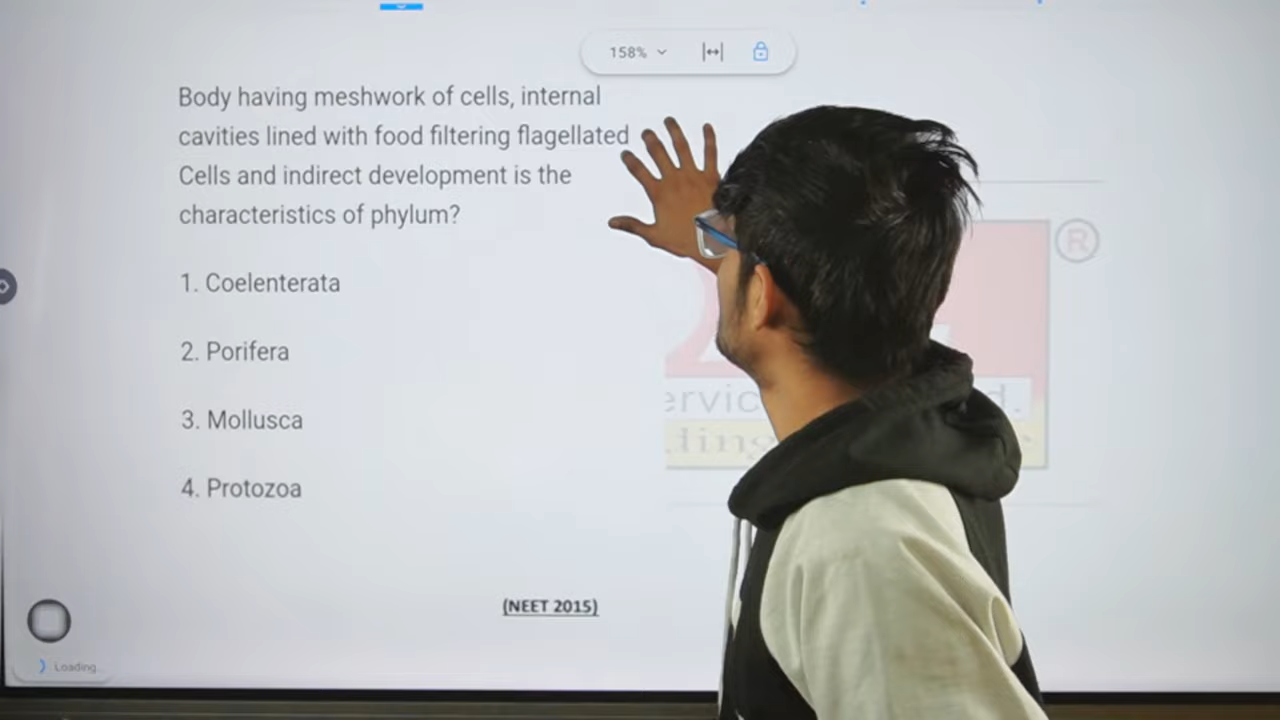 158%
Body having meshwork of cells, internal
cavities lined with food filtering flagellated
Cells and indirect development is the
characteristics of phylum?
®
1. Coelenterata
2. Porifera
3. Mollusca
4. Protozoa
(NEET 2015)
Loading